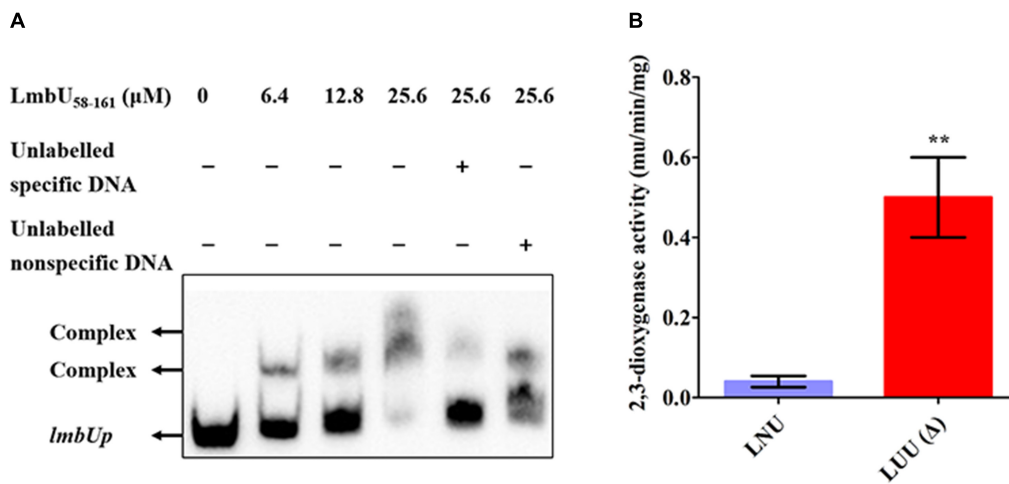 A
LmbU58-161 (μM) 0 6.4 12.8 25.6 25.6 25.6
Unlabelled
specific DNA – – – – + –
Unlabelled
nonspecific DNA – – – – – +
Complex
Complex
lmbUp
B
2,3-dioxygenase activity (mu/min/mg)
0.8
0.6
0.4
0.2
0.0
**
LNU
LUU (Δ)